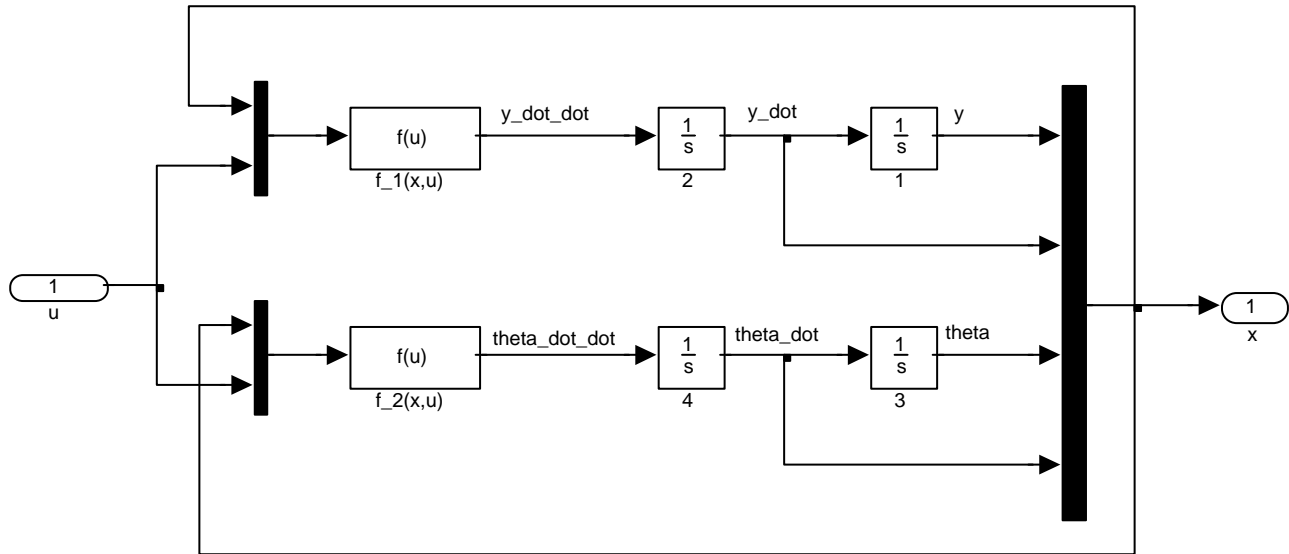 y_dot_dot
y_dot
y
f(u)
1
s
1
s
f_1(x,u)
2
1
1
u
1
x
theta_dot_dot
theta_dot
theta
f(u)
1
s
1
s
f_2(x,u)
4
3